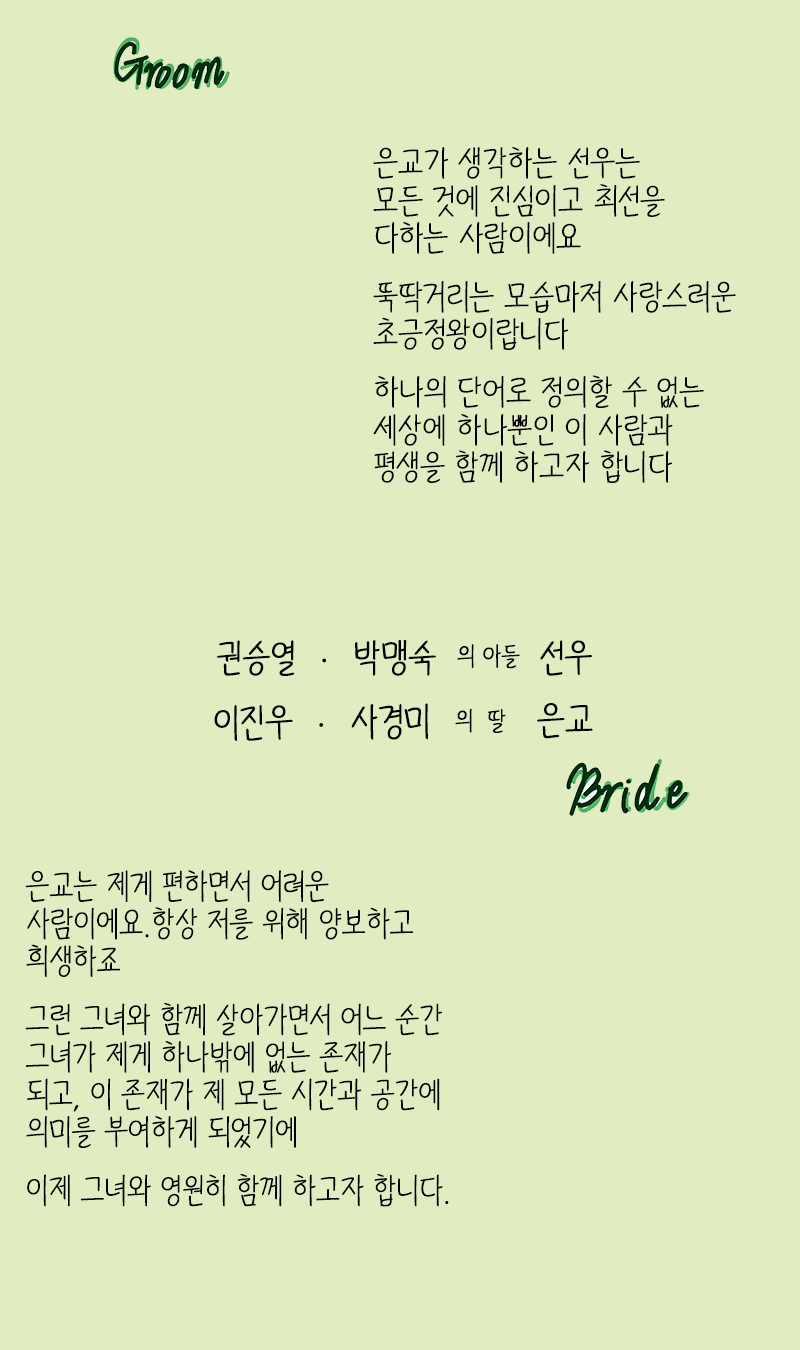 Groom
은교가 생각하는 선우는
모든 것에 진심이고 최선을
다하는 사람이에요
뚝딱거리는 모습마저 사랑스러운
초긍정왕이랍니다
하나의 단어로 정의할 수 없는
세상에 하나뿐인 이 사람과
평생을 함께 하고자 합니다
권승열 · 박맹숙 의 아들 선우
이진우 · 사경미 의 딸 은교
Bride
은교는 제게 편하면서 어려운
사람이에요.항상 저를 위해 양보하고
희생하죠
그런 그녀와 함께 살아가면서 어느 순간
그녀가 제게 하나밖에 없는 존재가
되고, 이 존재가 제 모든 시간과 공간에
의미를 부여하게 되었기에
이제 그녀와 영원히 함께 하고자 합니다.